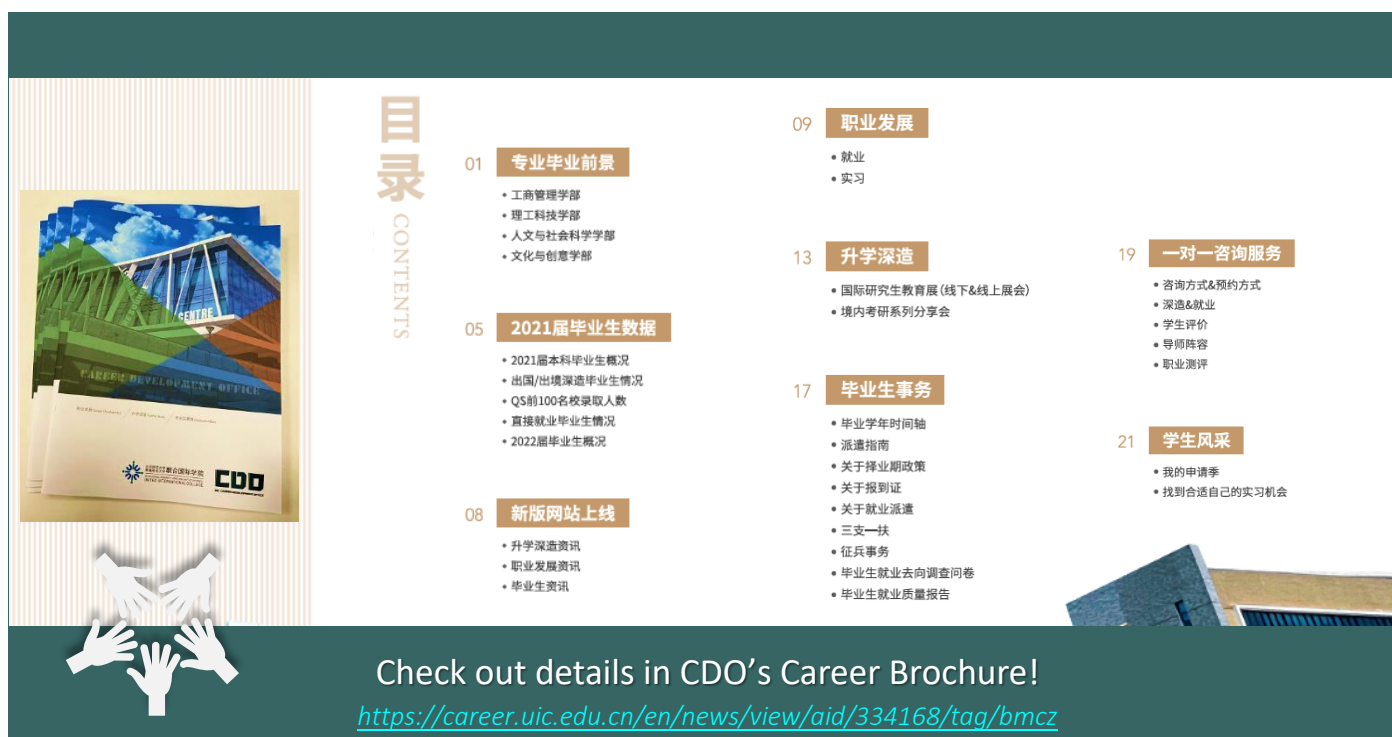 目录
CONTENTS
01 专业毕业前景
• 工商管理学部
• 理工科技学部
• 人文与社会科学学部
• 文化与创意学部
05 2021届毕业生数据
• 2021届本科毕业生概况
• 出国/出境深造毕业生情况
• QS前100名校录取人数
• 直接就业毕业生情况
• 2022届毕业生概况
08 新版网站上线
• 升学深造资讯
• 职业发展资讯
• 毕业生资讯
09 职业发展
• 就业
• 实习
13 升学深造
• 国际研究生教育展(线下&线上展会)
• 境内考研系列分享会
17 毕业生事务
• 毕业学年时间轴
• 派遣指南
• 关于择业期政策
• 关于报到证
• 关于就业派遣
• 三支一扶
• 征兵事务
• 毕业生就业去向调查问卷
• 毕业生就业质量报告
19 一对一咨询服务
• 咨询方式&预约方式
• 深造&就业
• 学生评价
• 导师阵容
• 职业测评
21 学生风采
• 我的申请季
• 找到合适自己的实习机会
CENTRE
CAREER DEVELOPMENT OFFICE
联合国际学院
UNITED INTERNATIONAL COLLEGE
CDO
Check out details in CDO’s Career Brochure!
https://career.uic.edu.cn/en/news/view/aid/334168/tag/bmcz